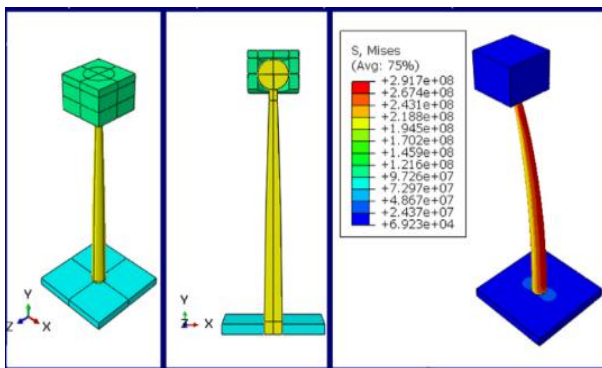 Y
Z
X
Y
Z
X
S, Mises
(Avg: 75%)
+2.917e+08
+2.674e+08
+2.431e+08
+2.188e+08
+1.945e+08
+1.702e+08
+1.459e+08
+1.216e+08
+9.726e+07
+7.297e+07
+4.867e+07
+2.437e+07
+6.923e+04